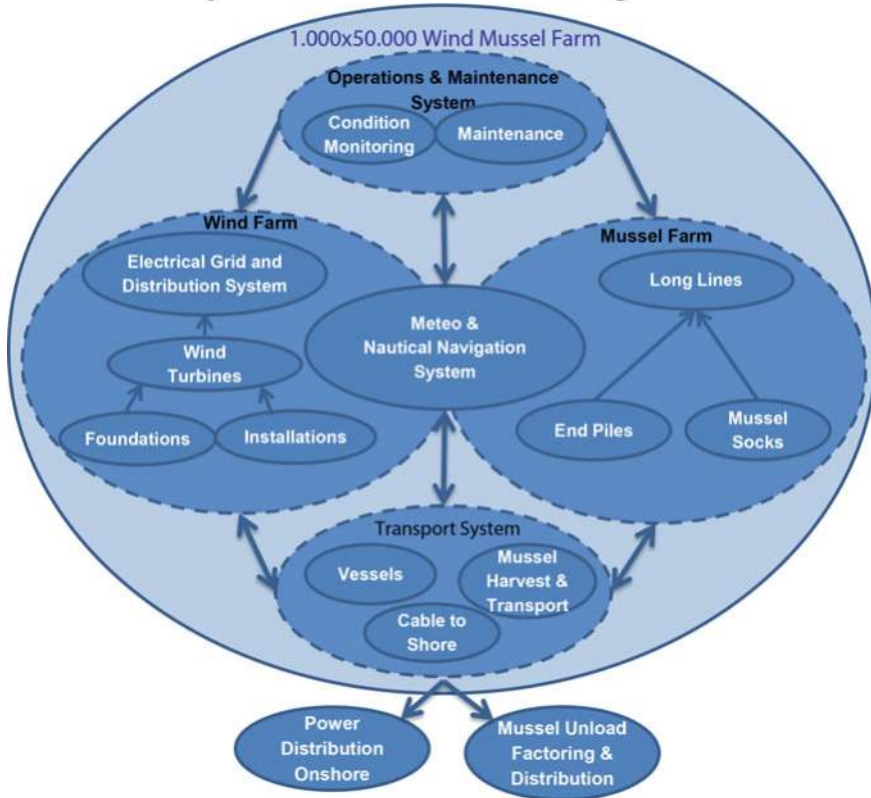 1.000x50.000 Wind Mussel Farm
Operations & Maintenance
System
Condition
Monitoring
Maintenance
Wind Farm
Mussel Farm
Electrical Grid and
Distribution System
Long Lines
Meteo &
Nautical Navigation
System
Wind
Turbines
Foundations
Installations
End Piles
Mussel
Socks
Transport System
Vessels
Mussel
Harvest &
Transport
Cable to
Shore
Power
Distribution
Onshore
Mussel Unload
Factoring &
Distribution